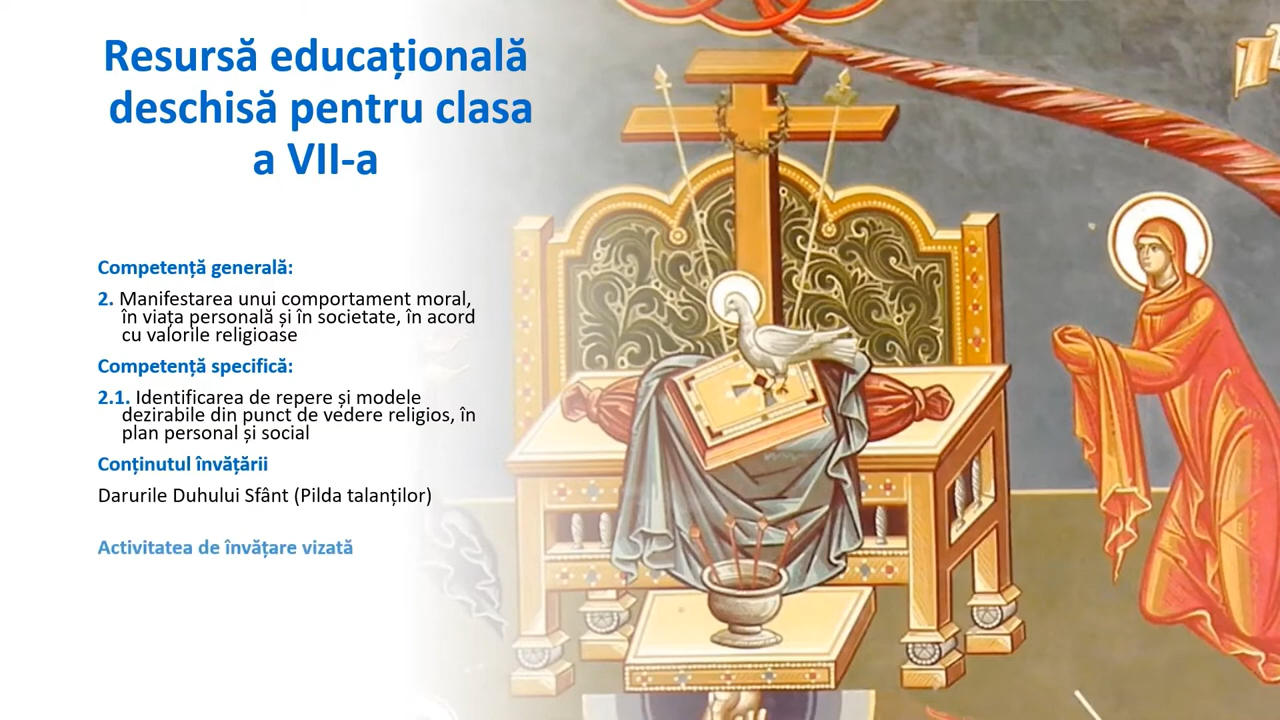 Resursă educațională
deschisă pentru clasa
a VII-a
Competență generală:
2. Manifestarea unui comportament moral,
în viața personală și în societate, în acord
cu valorile religioase
Competență specifică:
2.1. Identificarea de repere și modele
dezirabile din punct de vedere religios, în
plan personal și social
Conținutul învățării
Darurile Duhului Sfânt (Pilda talanților)
Activitatea de învățare vizată